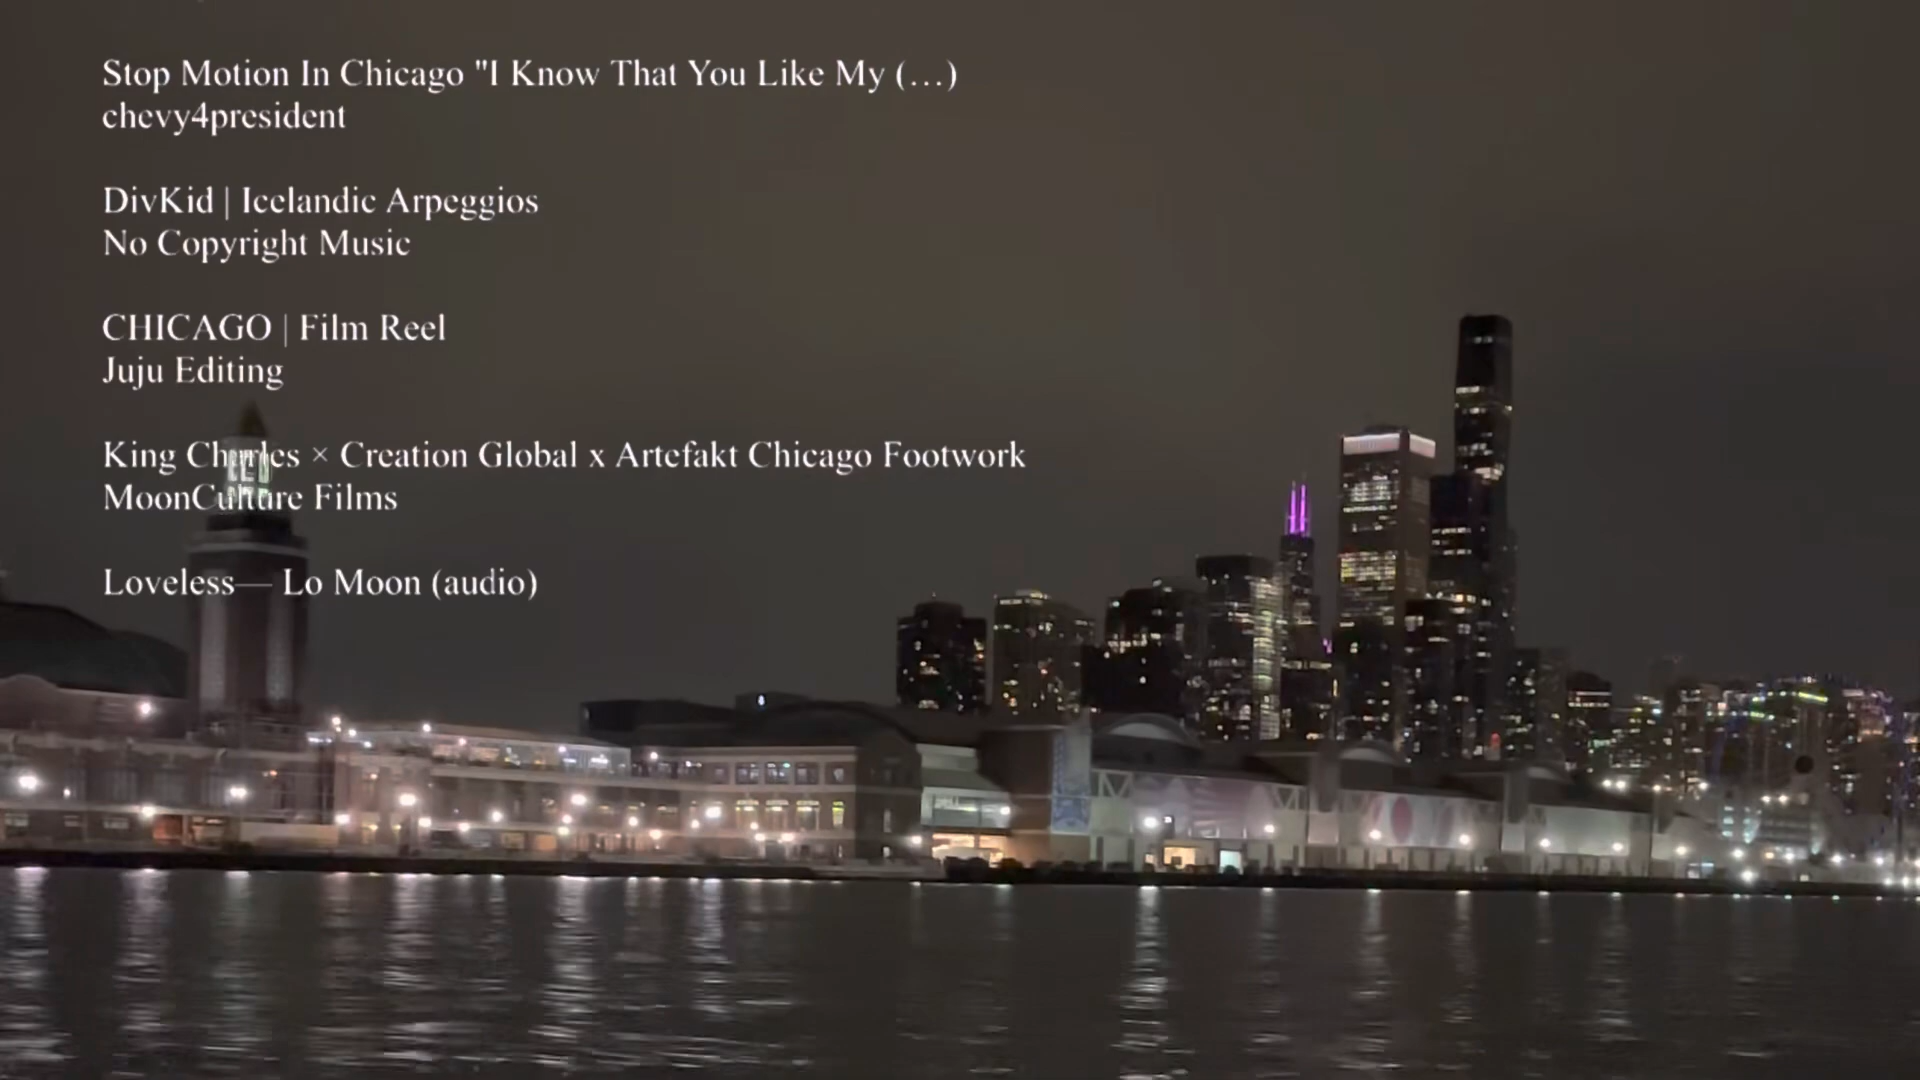 Stop Motion In Chicago "I Know That You Like My (…)
chevy4president
DivKid | Icelandic Arpeggios
No Copyright Music
CHICAGO | Film Reel
Juju Editing
King Charles × Creation Global x Artefakt Chicago Footwork
MoonCulture Films
Loveless— Lo Moon (audio)